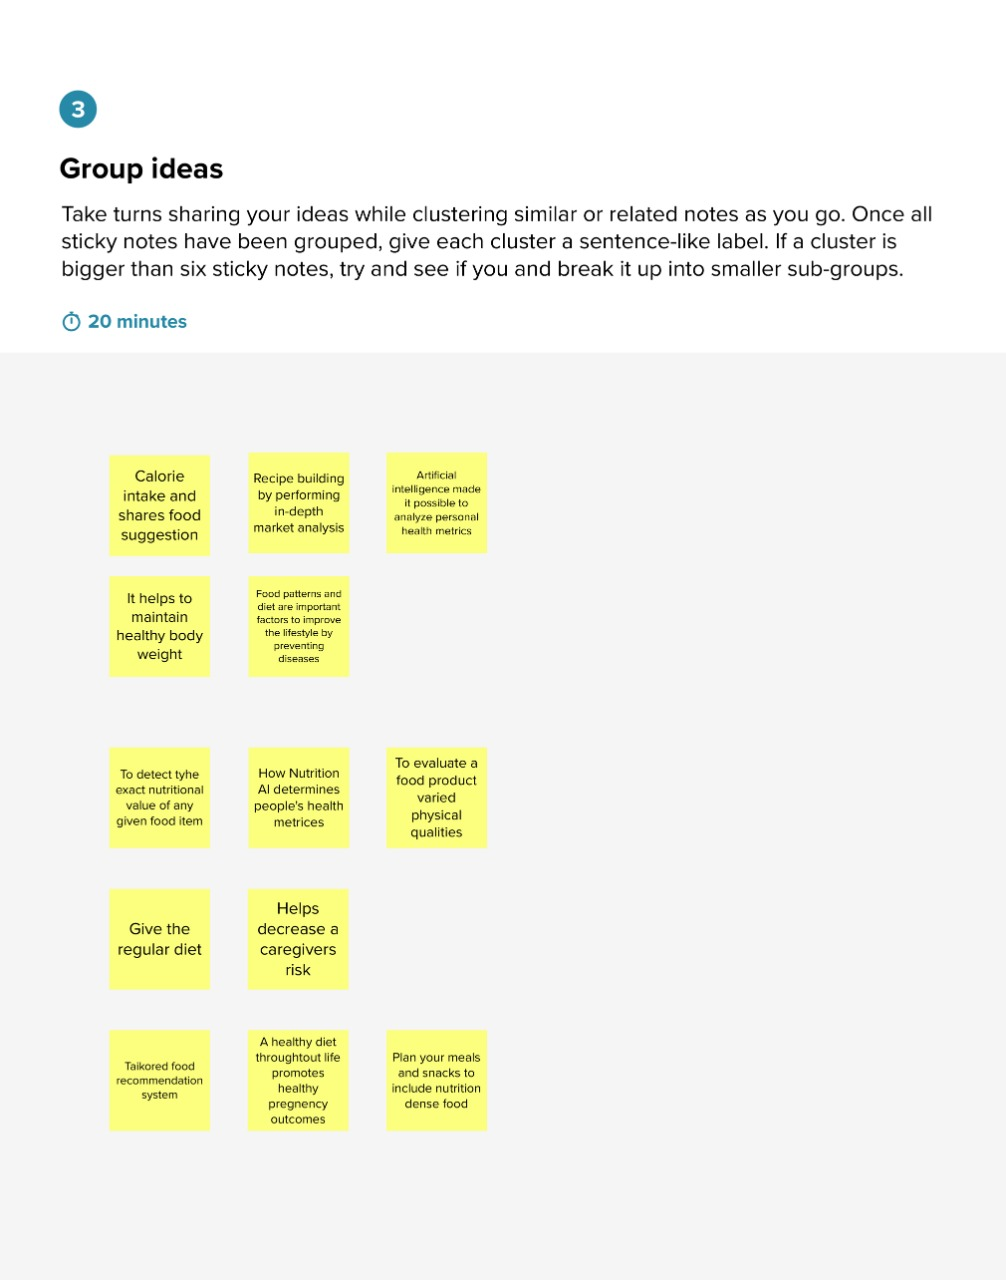 3
Group ideas
Take turns sharing your ideas while clustering similar or related notes as you go. Once all
sticky notes have been grouped, give each cluster a sentence-like label. If a cluster is
bigger than six sticky notes, try and see if you and break it up into smaller sub-groups.
20 minutes
Calorie
intake and
shares food
suggestion
Recipe building
by performing
in-depth
market analysis
Artificial
intelligence made
it possible to
analyze personal
health metrics
It helps to
maintain
healthy body
weight
Food patterns and
diet are important
factors to improve
the lifestyle by
preventing
diseases
To detect tyhe
exact nutritional
value of any
given food item
How Nutrition
AI determines
people's health
metrices
To evaluate a
food product
varied
physical
qualities
Give the
regular diet
Helps
decrease a
caregivers
risk
Taikored food
recommendation
system
A healthy diet
throughtout life
promotes
healthy
pregnency
outcomes
Plan your meals
and snacks to
include nutrition
dense food